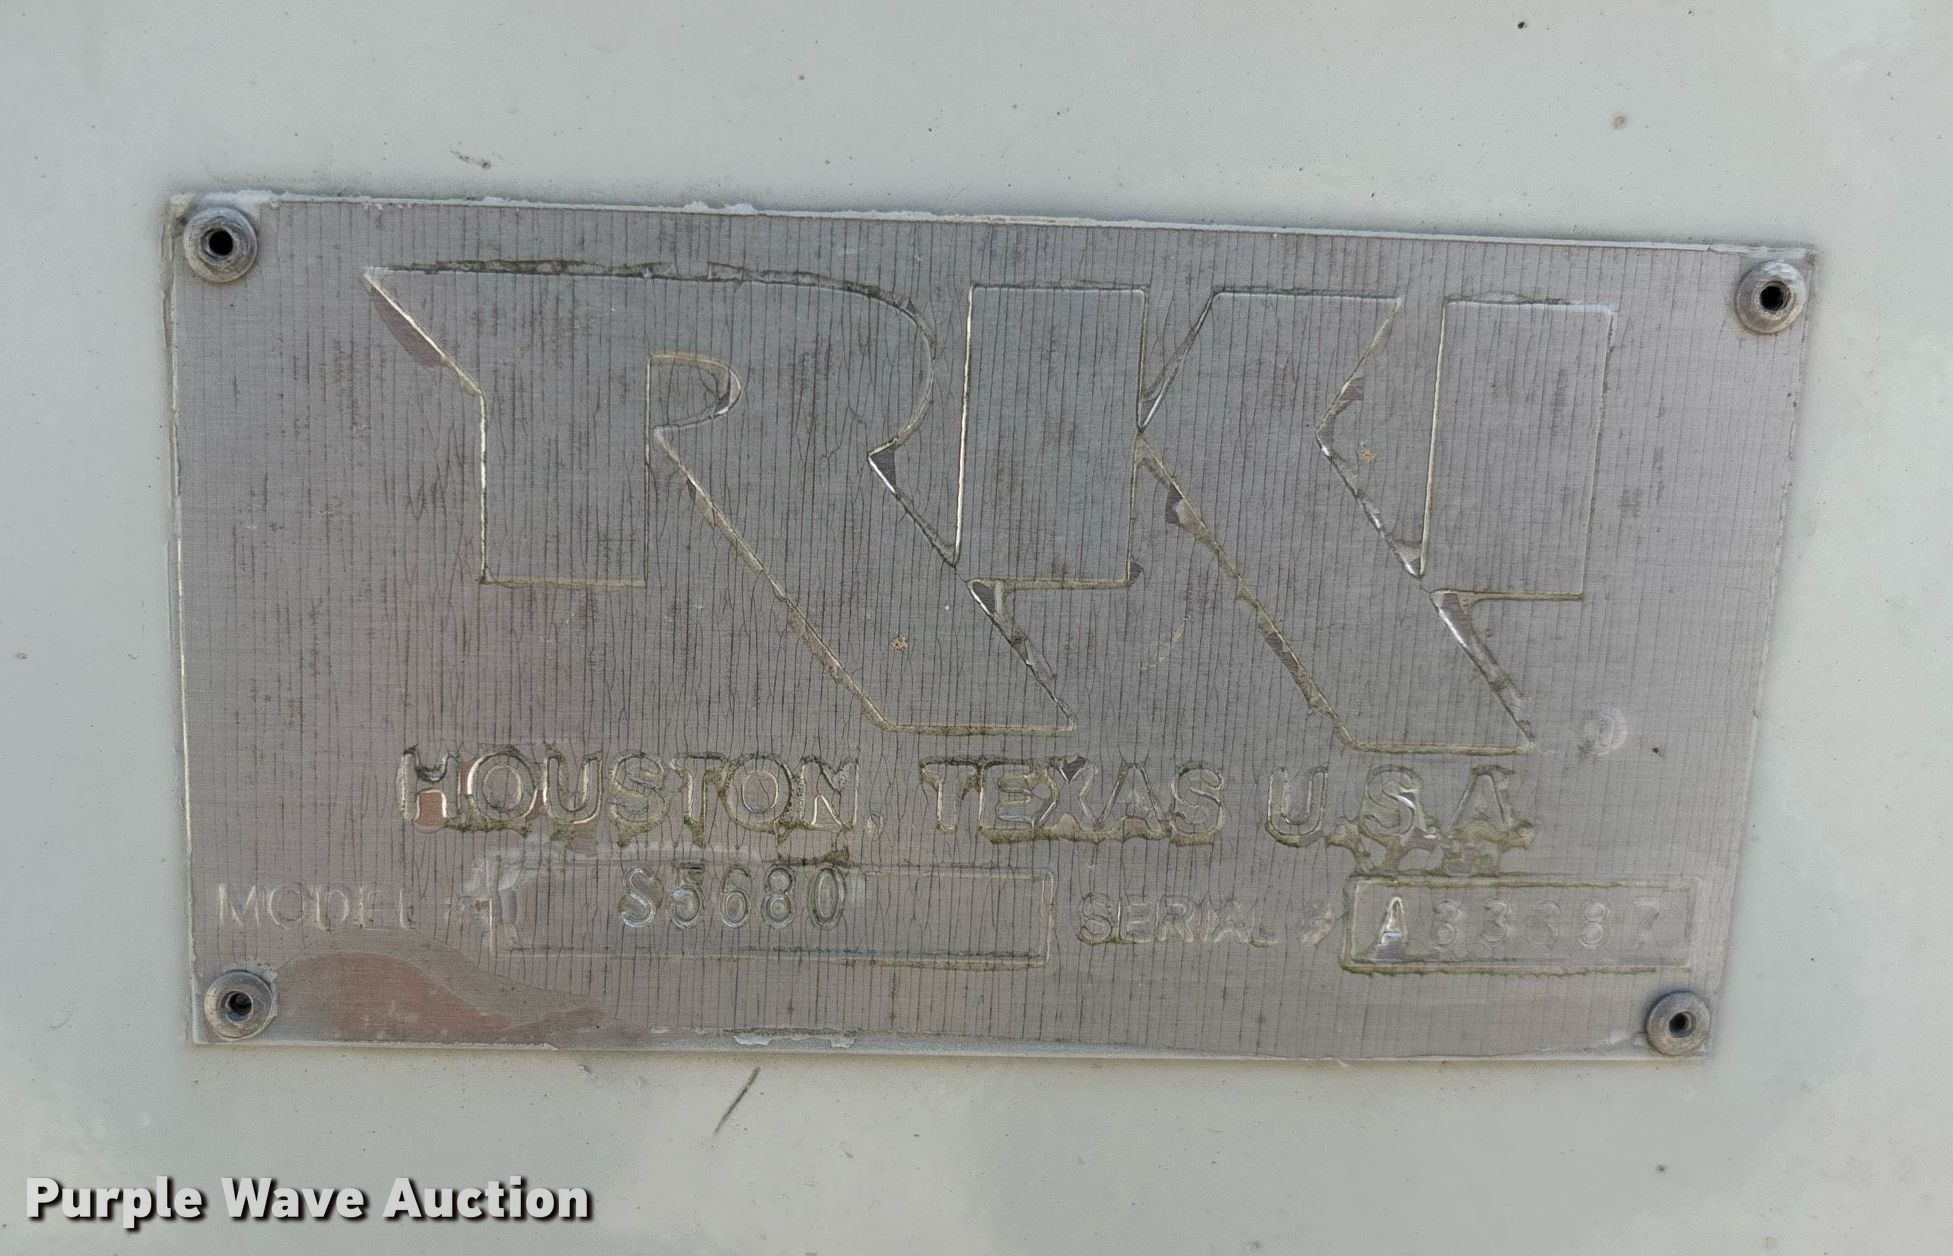 RKI
HOUSTON, TEXAS U.S.A
MODEL # S5680 SERIAL # A33387
Purple Wave Auction